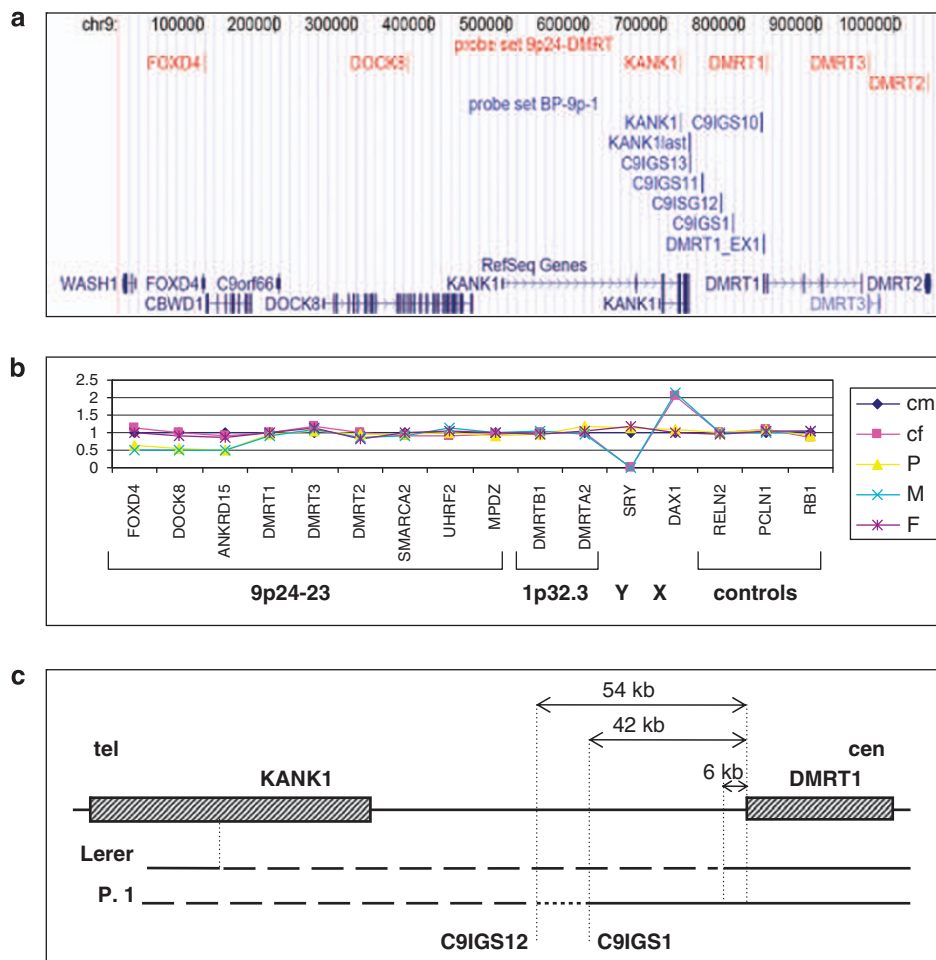 a
chr9: 100000 200000 300000 400000 500000 600000 700000 800000 900000 1000000
probe set 9p24-DMRT
FOXD4 DOCK8 KANK1 DMRT1 DMRT3
DMRT2
probe set BP-9p-1
KANK1 C9IGS10
KANK1last
C9IGS13
C9IGS11
C9ISG12
C9IGS1
DMRT1_EX1
RefSeq Genes
WASH1 FOXD4 C9orf66 KANK1 DMRT1 DMRT2
CBWD1 DOCK8 KANK1 DMRT3
b
2.5
2
1.5
1
0.5
0
FOXD4
DOCK8
ANKRD15
DMRT1
DMRT3
DMRT2
SMARCA2
UHRF2
MPDZ
DMRTB1
DMRTA2
SRY
DAX1
RELN2
PCLN1
RB1
9p24-23 1p32.3 Y X controls
cm
cf
P
M
F
c
54 kb
42 kb
tel cen
6 kb
KANK1 DMRT1
Lerer
P. 1
C9IGS12 C9IGS1